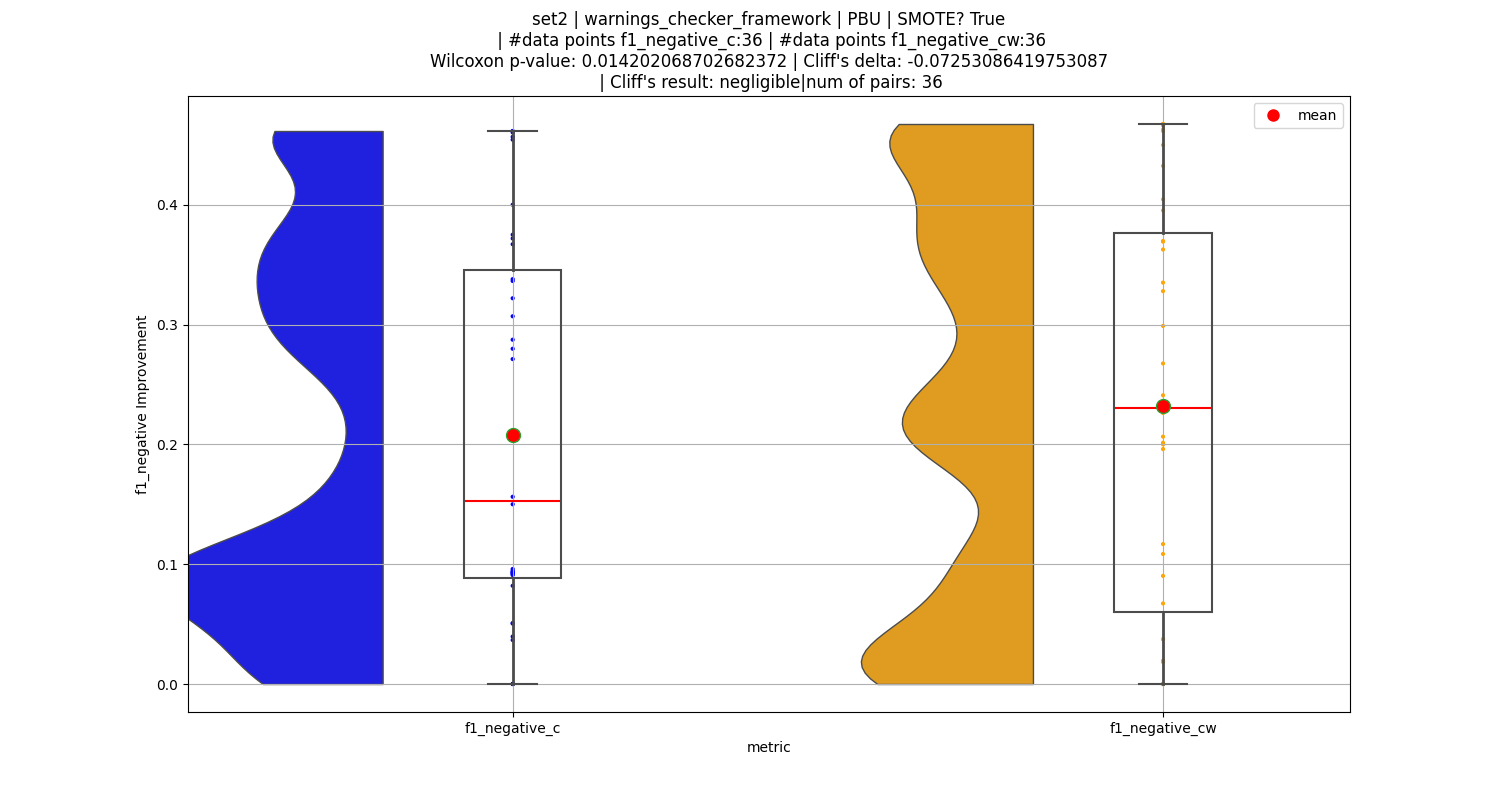 set2 | warnings_checker_framework | PBU | SMOTE? True
| #data points f1_negative_c:36 | #data points f1_negative_cw:36
Wilcoxon p-value: 0.014202068702682372 | Cliff's delta: -0.07253086419753087
| Cliff's result: negligible|num of pairs: 36
mean
f1_negative Improvement
0.4
0.3
0.2
0.1
0.0
f1_negative_c
f1_negative_cw
metric